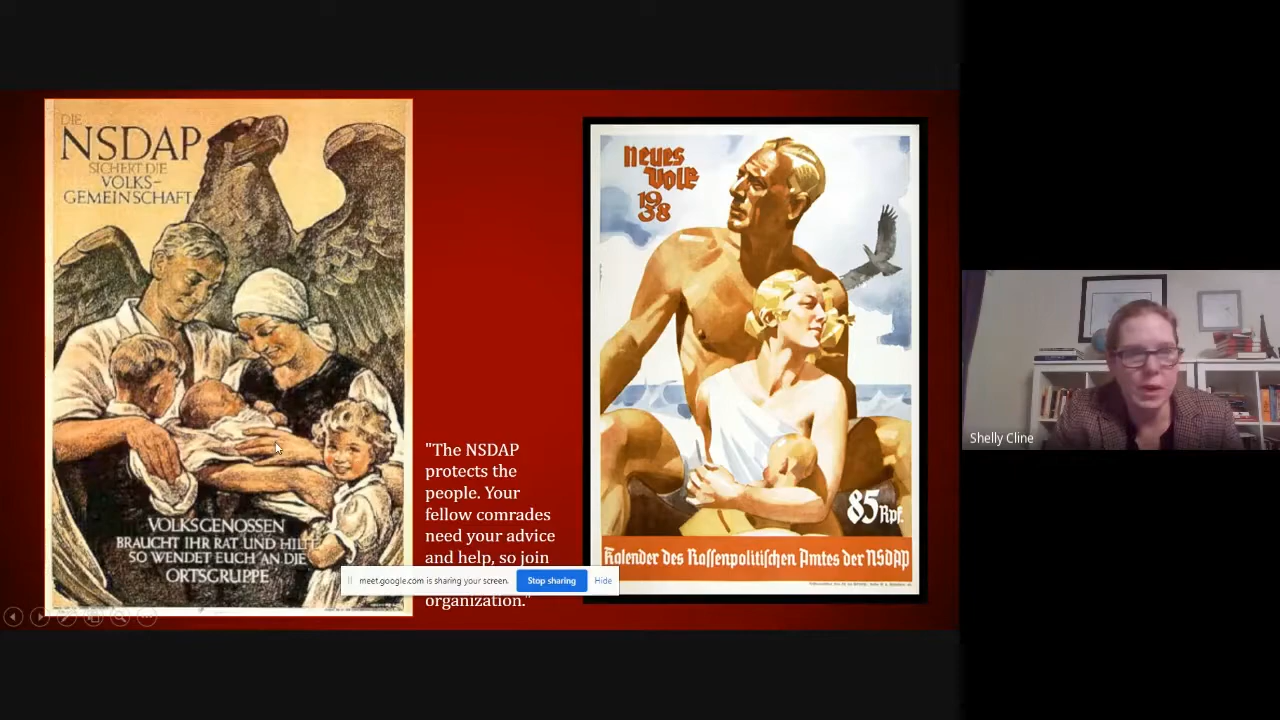 DIE
NSDAP
SICHERT DIE
VOLKS-
GEMEINSCHAFT
VOLKSGENOSSEN
BRAUCHT IHR RAT UND HILFE
SO WENDET EUCH AN DIE
ORTSGRUPPE
"The NSDAP
protects the
people. Your
fellow comrades
need your advice
and help, so join
organization."
meet.google.com is sharing your screen.
Stop sharing
Hide
neues
Volk
19
38
85 Rpf.
Kalender des Rassenpolitischen Amtes der NSDAP
Shelly Cline